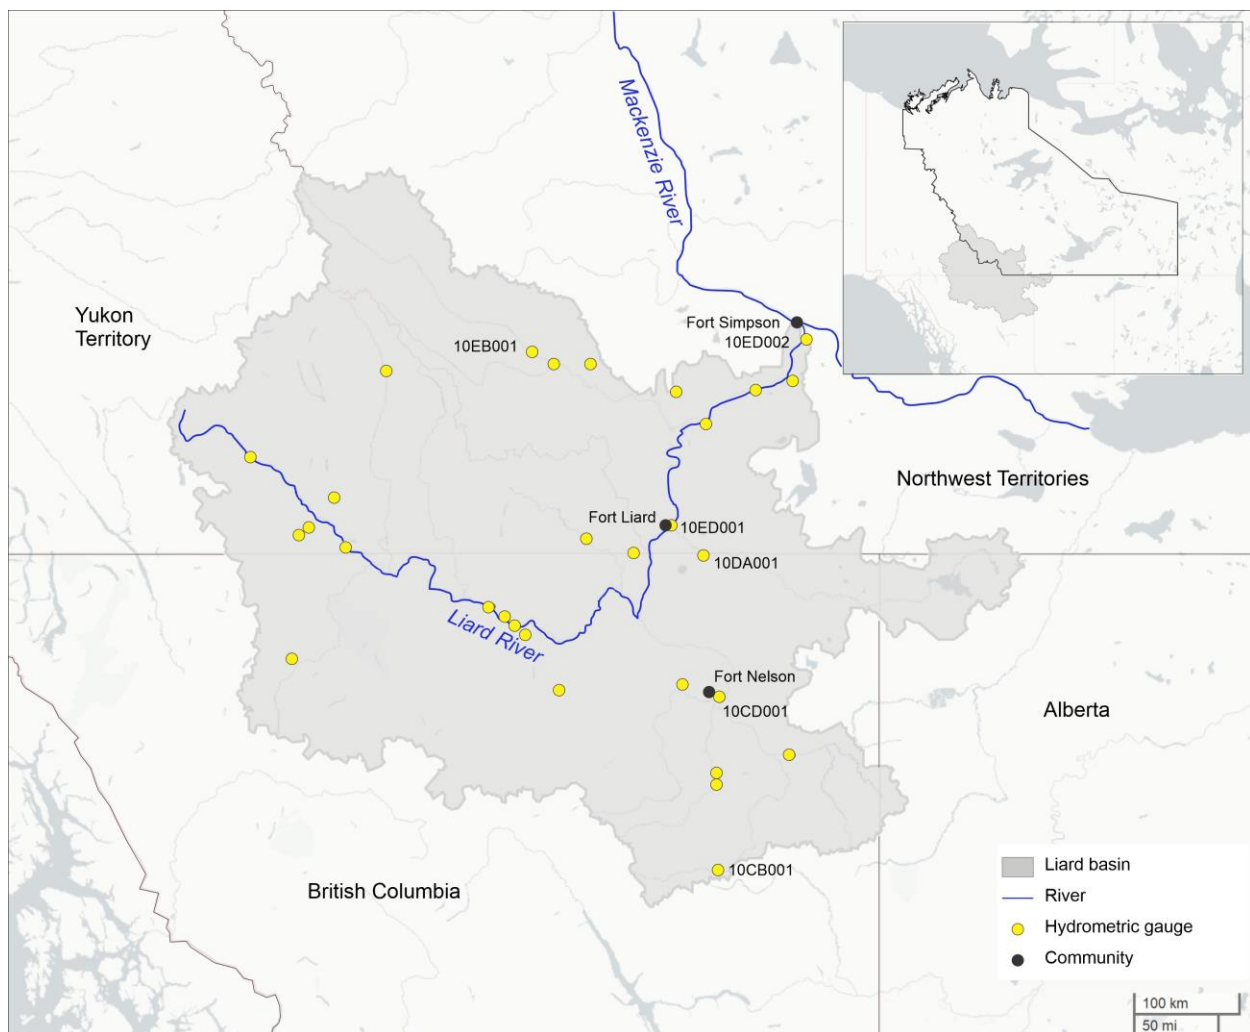 Mackenzie River
Yukon
Territory
Fort Simpson
10ED002
10EB001
Northwest Territories
Fort Liard
10ED001
10DA001
Liard River
Fort Nelson
10CD001
Alberta
10CB001
British Columbia
Liard basin
River
Hydrometric gauge
Community
100 km
50 mi